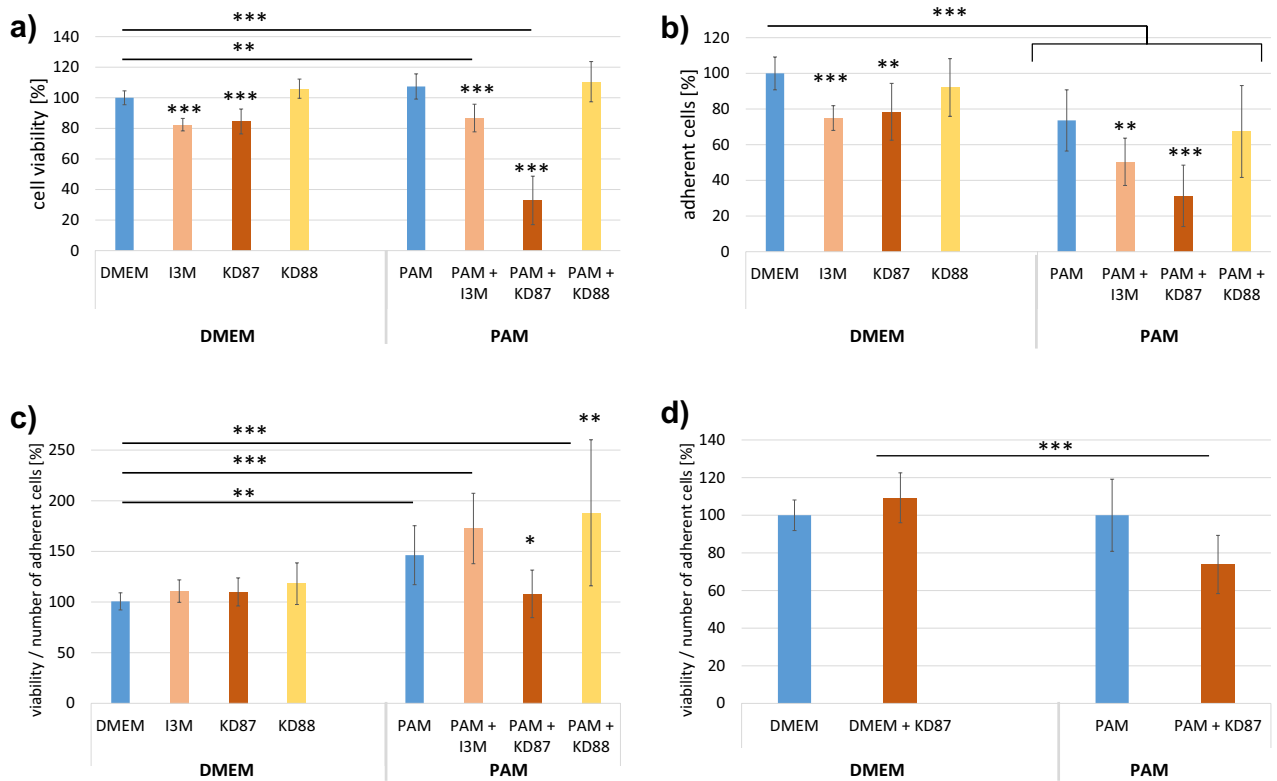 a)
cell viability [%]
140
120
100
80
60
40
20
0
***
**
***
***
***
***
DMEM
I3M
KD87
KD88
PAM
PAM +
I3M
PAM +
KD87
PAM +
KD88
DMEM
PAM
b)
adherent cells [%]
120
100
80
60
40
20
0
***
***
**
**
***
DMEM
I3M
KD87
KD88
PAM
PAM +
I3M
PAM +
KD87
PAM +
KD88
DMEM
PAM
c)
viability / number of adherent cells [%]
250
200
150
100
50
0
***
***
**
*
**
DMEM
I3M
KD87
KD88
PAM
PAM +
I3M
PAM +
KD87
PAM +
KD88
DMEM
PAM
d)
viability / number of adherent cells [%]
140
120
100
80
60
40
20
0
***
DMEM
DMEM + KD87
PAM
PAM + KD87
DMEM
PAM